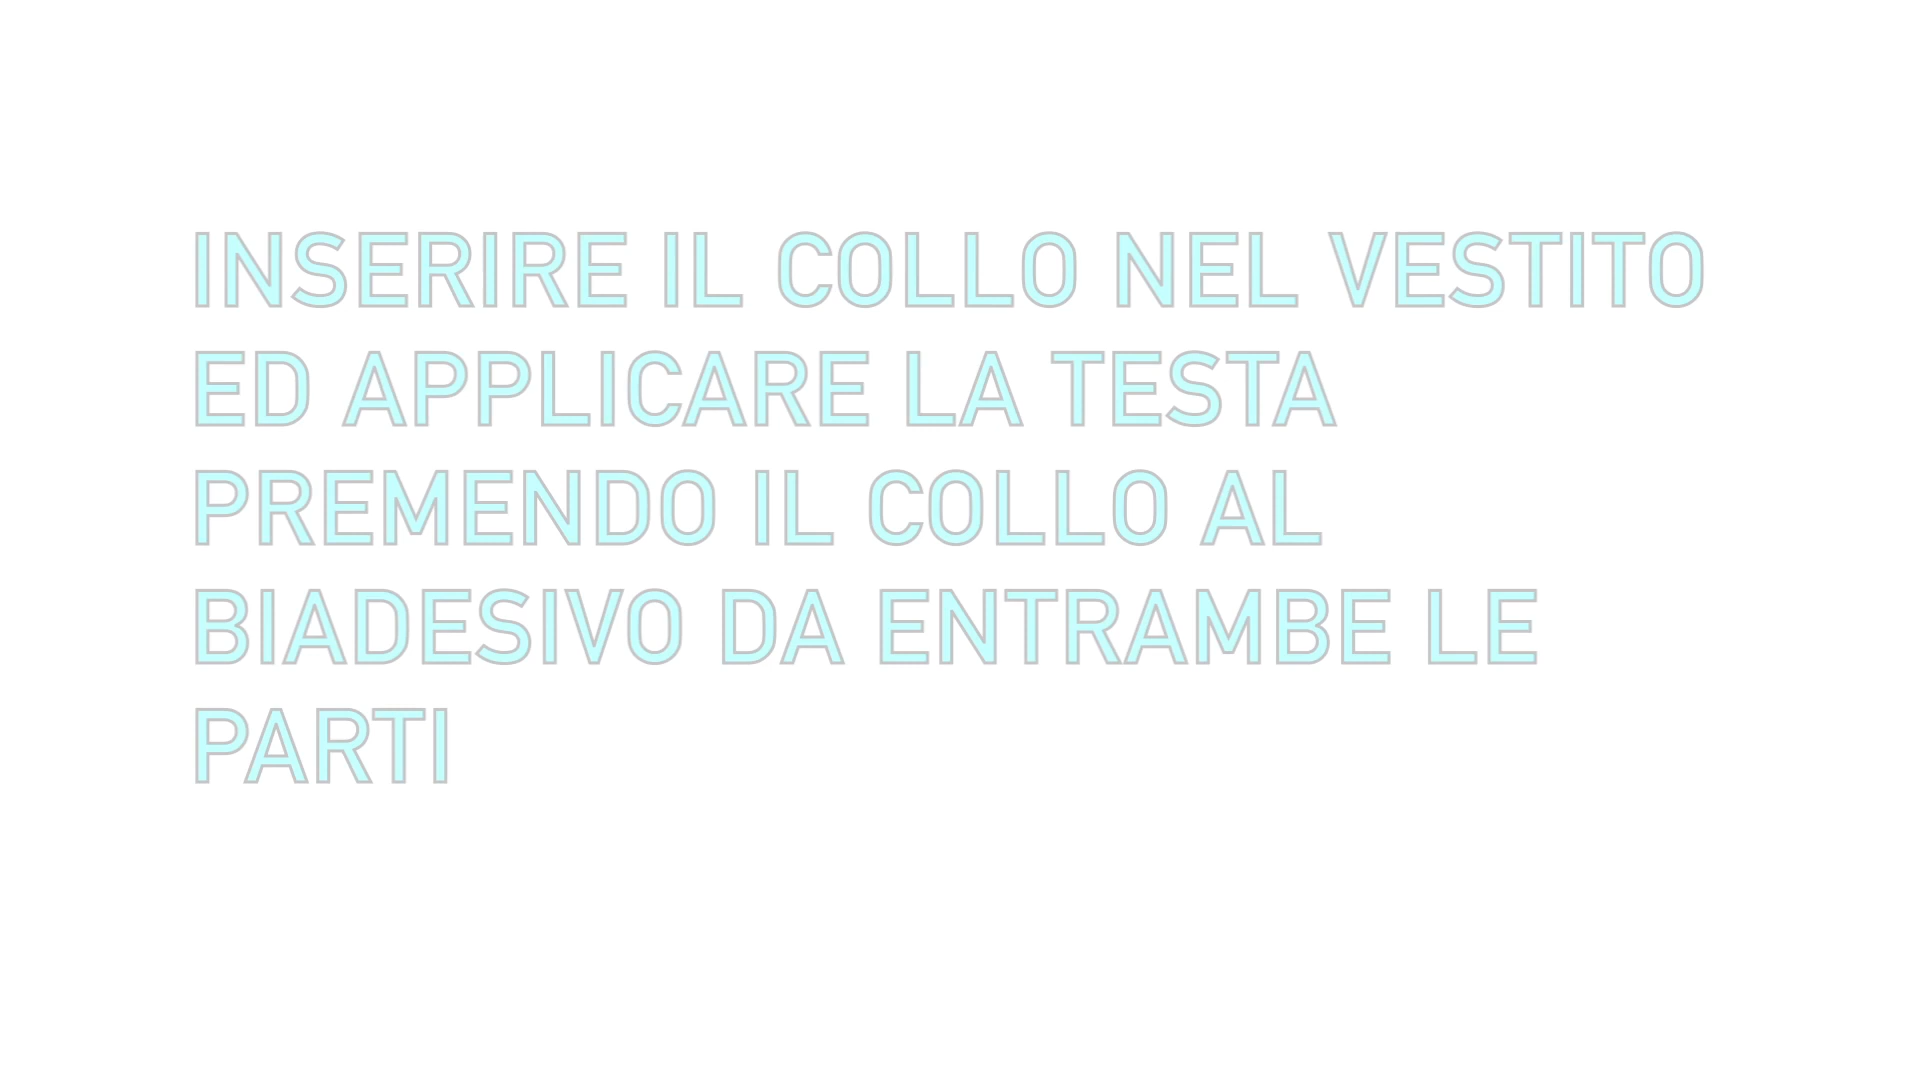 INSERIRE IL COLLO NEL VESTITO
ED APPLICARE LA TESTA
PREMENDO IL COLLO AL
BIADESIVO DA ENTRAMBE LE
PARTI